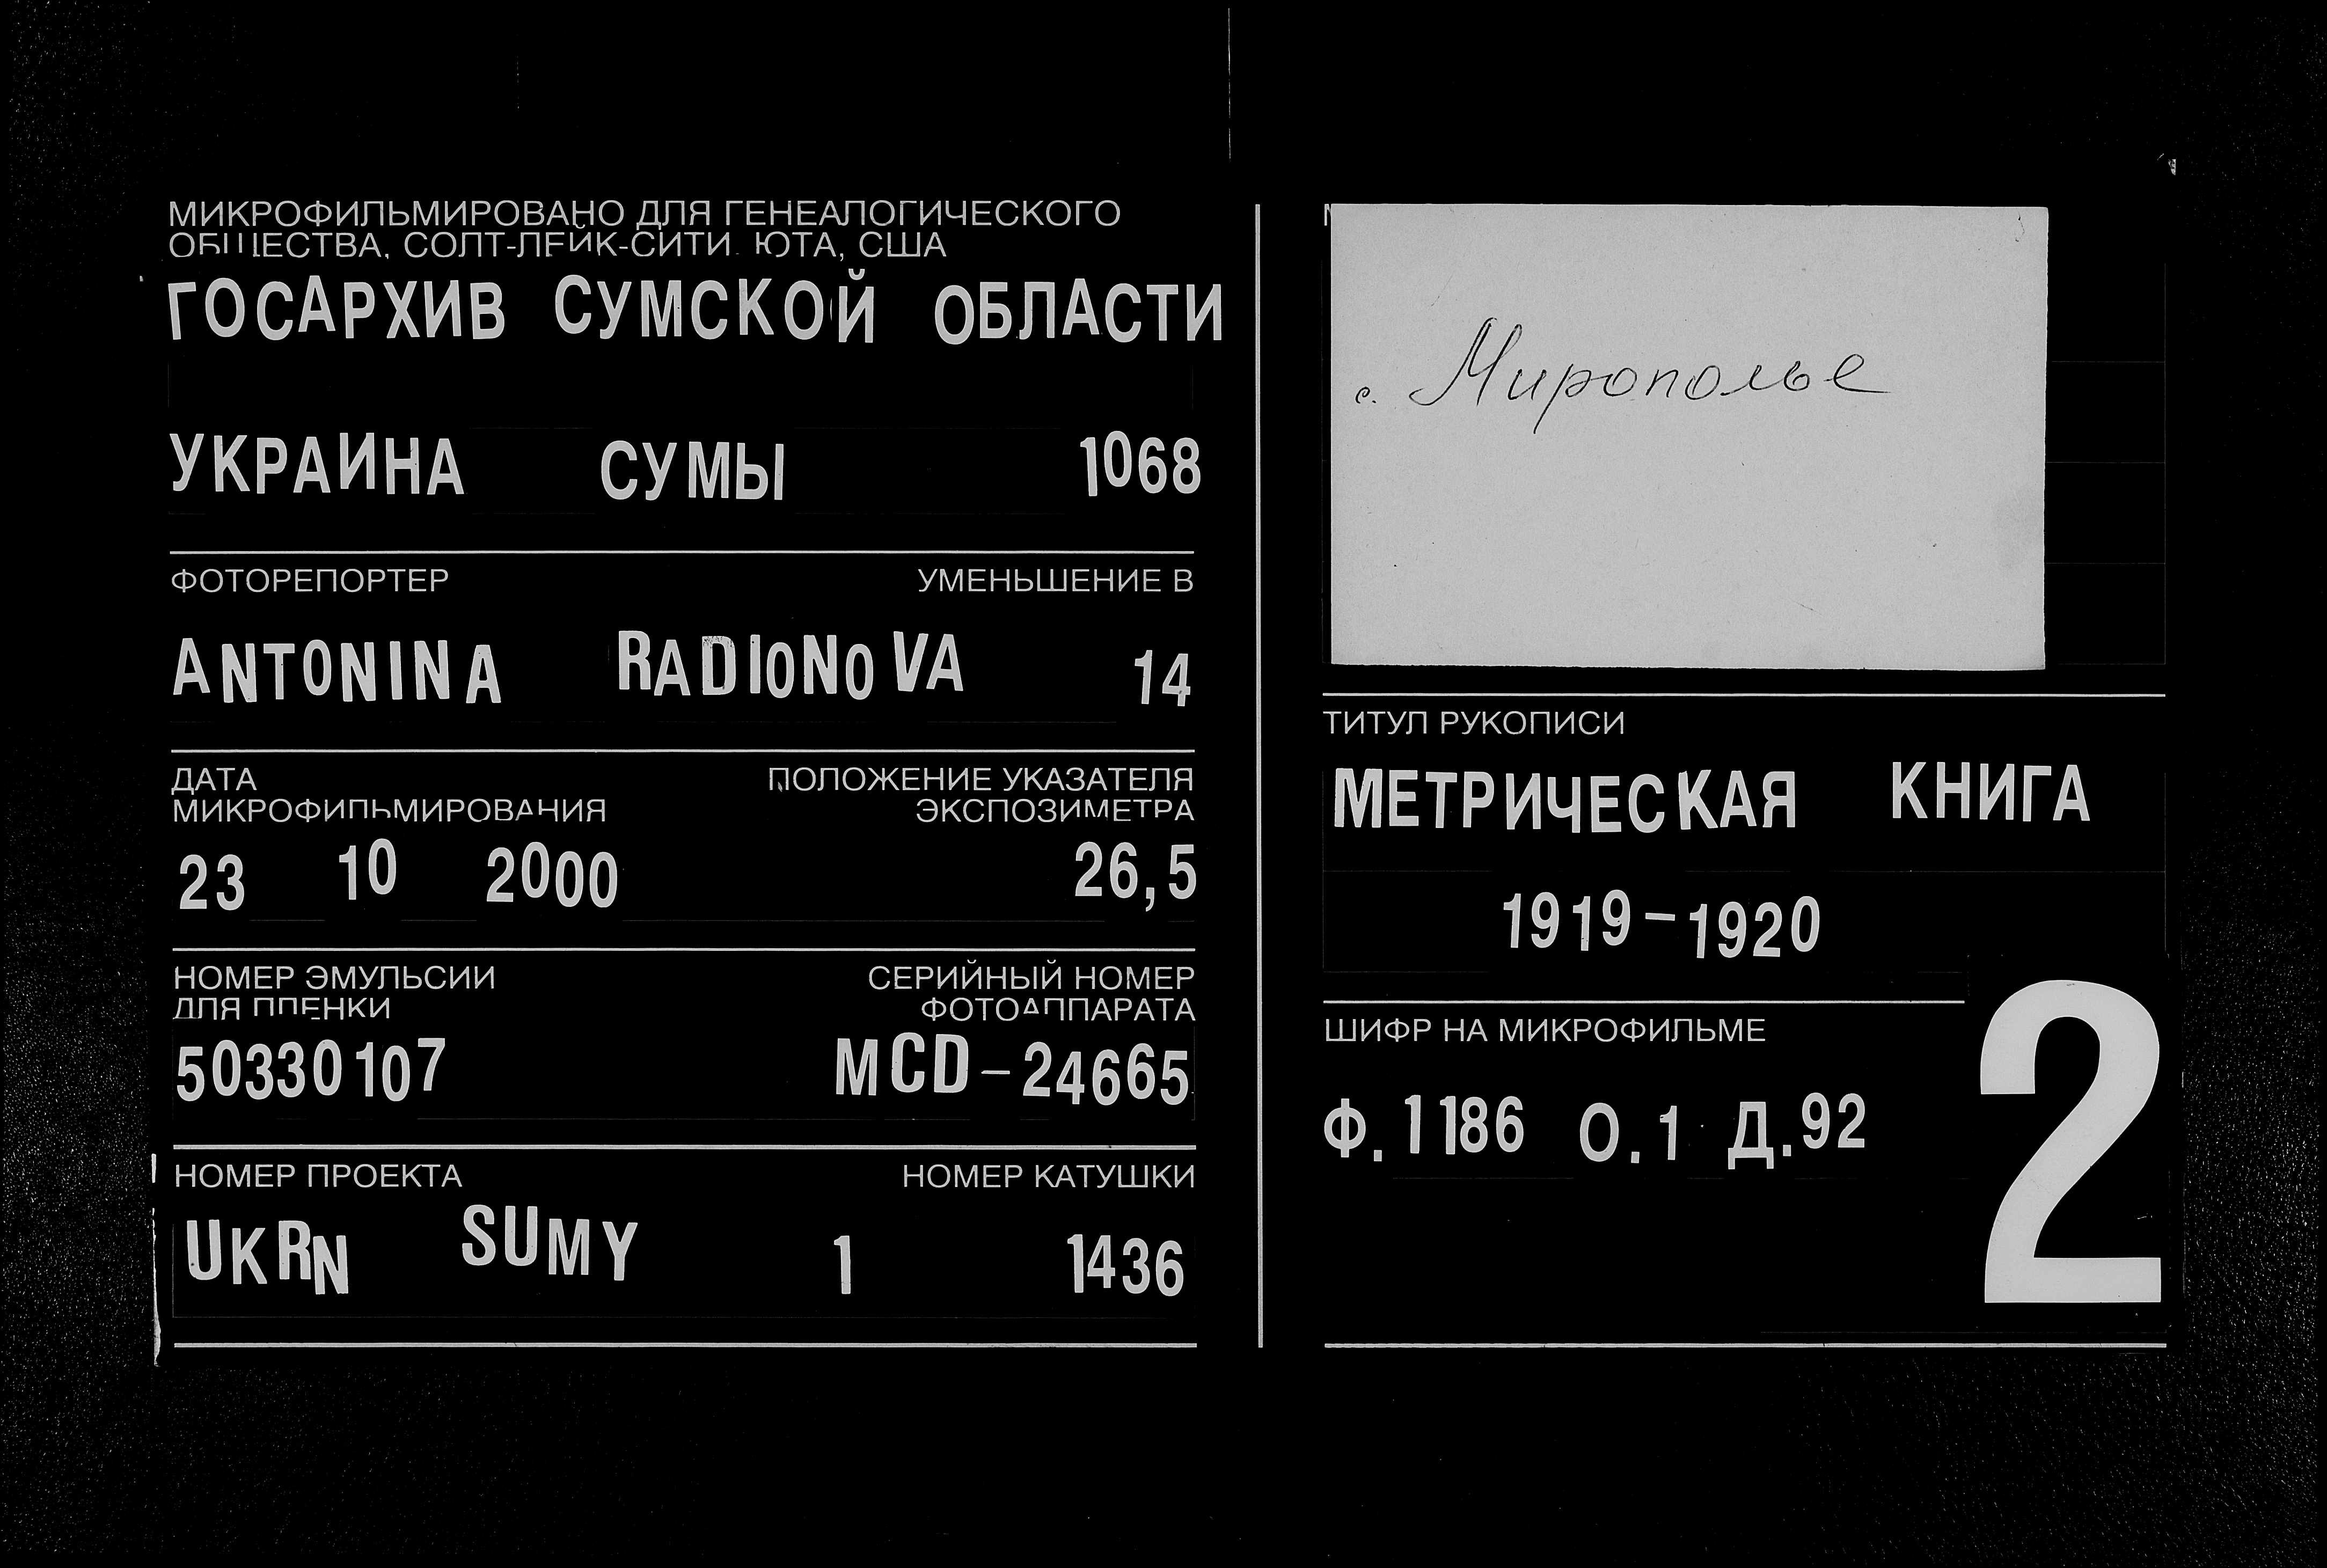 МИКРОФИЛЬМИРОВАНО ДЛЯ ГЕНЕАЛОГИЧЕСКОГО
ОБЩЕСТВА, СОЛТ-ЛЕЙК-СИТИ. ЮТА, США
ГОСАРХИВ СУМСКОЙ ОБЛАСТИ
УКРАИНА СУМЫ 1068
ФОТОРЕПОРТЕР УМЕНЬШЕНИЕ В
ANTONINA RADIONOVA 14
ДАТА ПОЛОЖЕНИЕ УКАЗАТЕЛЯ
МИКРОФИЛЬМИРОВАНИЯ ЭКСПОЗИМЕТРА
23 10 2000 26,5
НОМЕР ЭМУЛЬСИИ СЕРИЙНЫЙ НОМЕР
ДЛЯ ПЛЕНКИ ФОТОАППАРАТА
50330107 MCD-24665
НОМЕР ПРОЕКТА НОМЕР КАТУШКИ
UKRN SUMY 1 1436
с. Мирополье
ТИТУЛ РУКОПИСИ
МЕТРИЧЕСКАЯ КНИГА
1919-1920
ШИФР НА МИКРОФИЛЬМЕ
Ф. 1186 О. 1 Д. 92
2